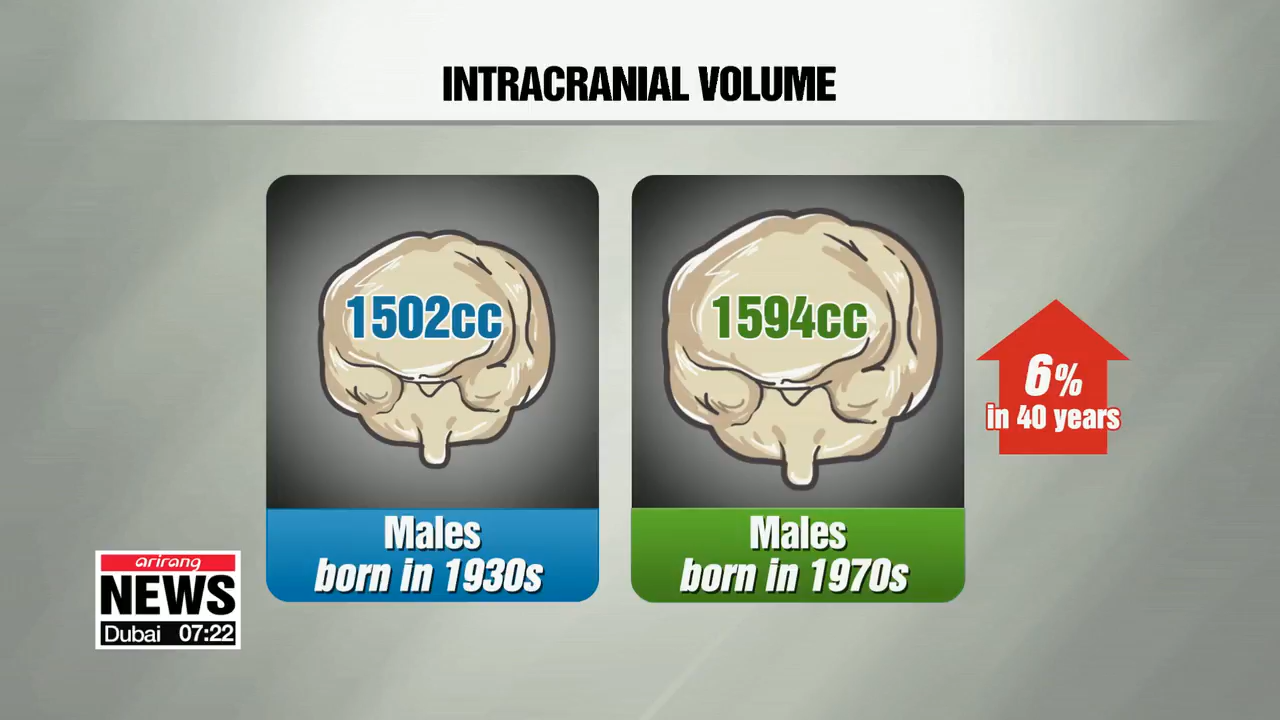 INTRACRANIAL VOLUME
1502cc
1594cc
6%
in 40 years
Males
born in 1930s
Males
born in 1970s
arirang
NEWS
Dubai 07:22